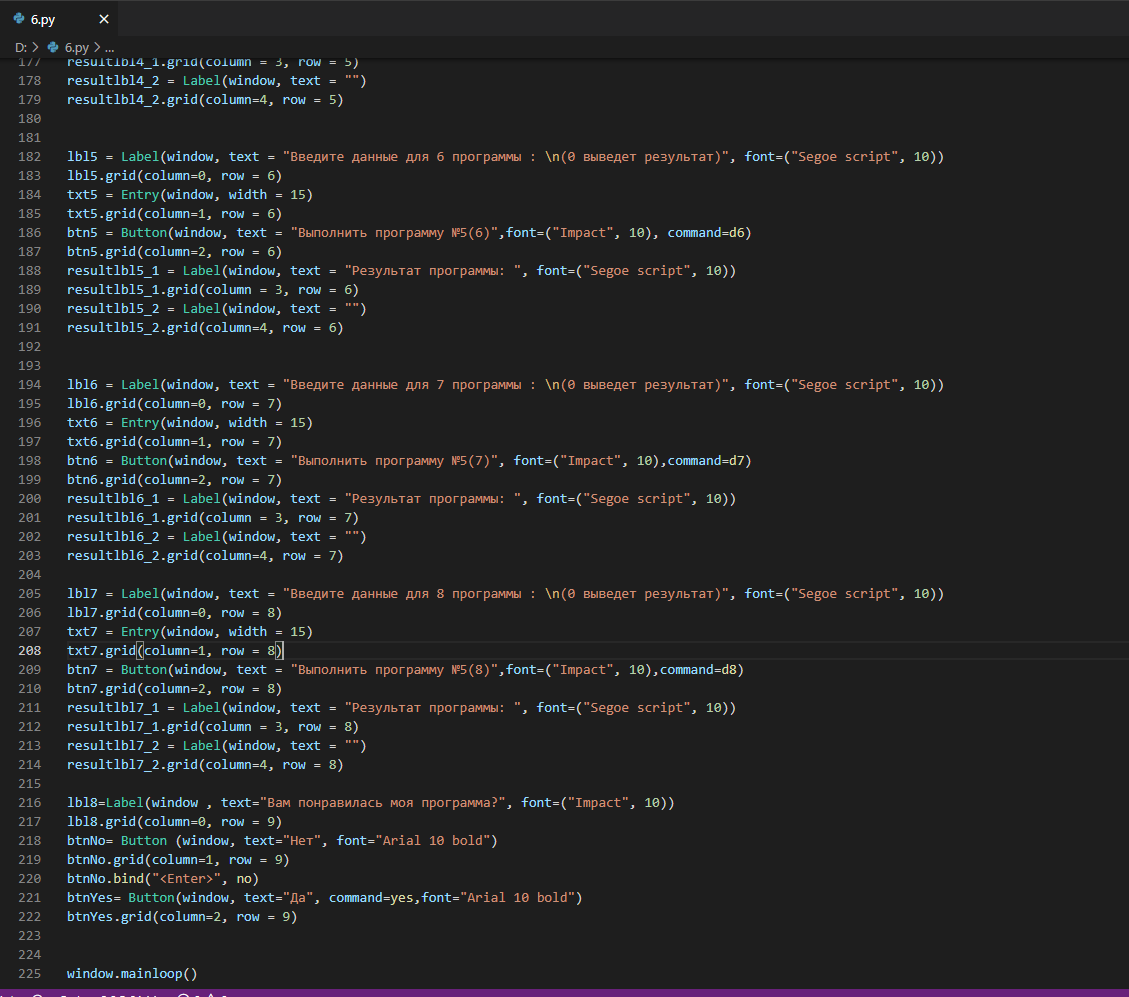 6.py
D: > 6.py > ...
177 resultlbl4_1.grid(column = 3, row = 5)
178 resultlbl4_2 = Label(window, text = "")
179 resultlbl4_2.grid(column=4, row = 5)
180
181
182 lbl5 = Label(window, text = "Введите данные для 6 программы : \n(0 выведет результат)", font=("Segoe script", 10))
183 lbl5.grid(column=0, row = 6)
184 txt5 = Entry(window, width = 15)
185 txt5.grid(column=1, row = 6)
186 btn5 = Button(window, text = "Выполнить программу №5(6)",font=("Impact", 10), command=d6)
187 btn5.grid(column=2, row = 6)
188 resultlbl5_1 = Label(window, text = "Результат программы: ", font=("Segoe script", 10))
189 resultlbl5_1.grid(column = 3, row = 6)
190 resultlbl5_2 = Label(window, text = "")
191 resultlbl5_2.grid(column=4, row = 6)
192
193
194 lbl6 = Label(window, text = "Введите данные для 7 программы : \n(0 выведет результат)", font=("Segoe script", 10))
195 lbl6.grid(column=0, row = 7)
196 txt6 = Entry(window, width = 15)
197 txt6.grid(column=1, row = 7)
198 btn6 = Button(window, text = "Выполнить программу №5(7)", font=("Impact", 10),command=d7)
199 btn6.grid(column=2, row = 7)
200 resultlbl6_1 = Label(window, text = "Результат программы: ", font=("Segoe script", 10))
201 resultlbl6_1.grid(column = 3, row = 7)
202 resultlbl6_2 = Label(window, text = "")
203 resultlbl6_2.grid(column=4, row = 7)
204
205 lbl7 = Label(window, text = "Введите данные для 8 программы : \n(0 выведет результат)", font=("Segoe script", 10))
206 lbl7.grid(column=0, row = 8)
207 txt7 = Entry(window, width = 15)
208 txt7.grid(column=1, row = 8)
209 btn7 = Button(window, text = "Выполнить программу №5(8)",font=("Impact", 10),command=d8)
210 btn7.grid(column=2, row = 8)
211 resultlbl7_1 = Label(window, text = "Результат программы: ", font=("Segoe script", 10))
212 resultlbl7_1.grid(column = 3, row = 8)
213 resultlbl7_2 = Label(window, text = "")
214 resultlbl7_2.grid(column=4, row = 8)
215
216 lbl8=Label(window , text="Вам понравилась моя программа?", font=("Impact", 10))
217 lbl8.grid(column=0, row = 9)
218 btnNo= Button (window, text="Нет", font="Arial 10 bold")
219 btnNo.grid(column=1, row = 9)
220 btnNo.bind("<Enter>", no)
221 btnYes= Button(window, text="Да", command=yes,font="Arial 10 bold")
222 btnYes.grid(column=2, row = 9)
223
224
225 window.mainloop()